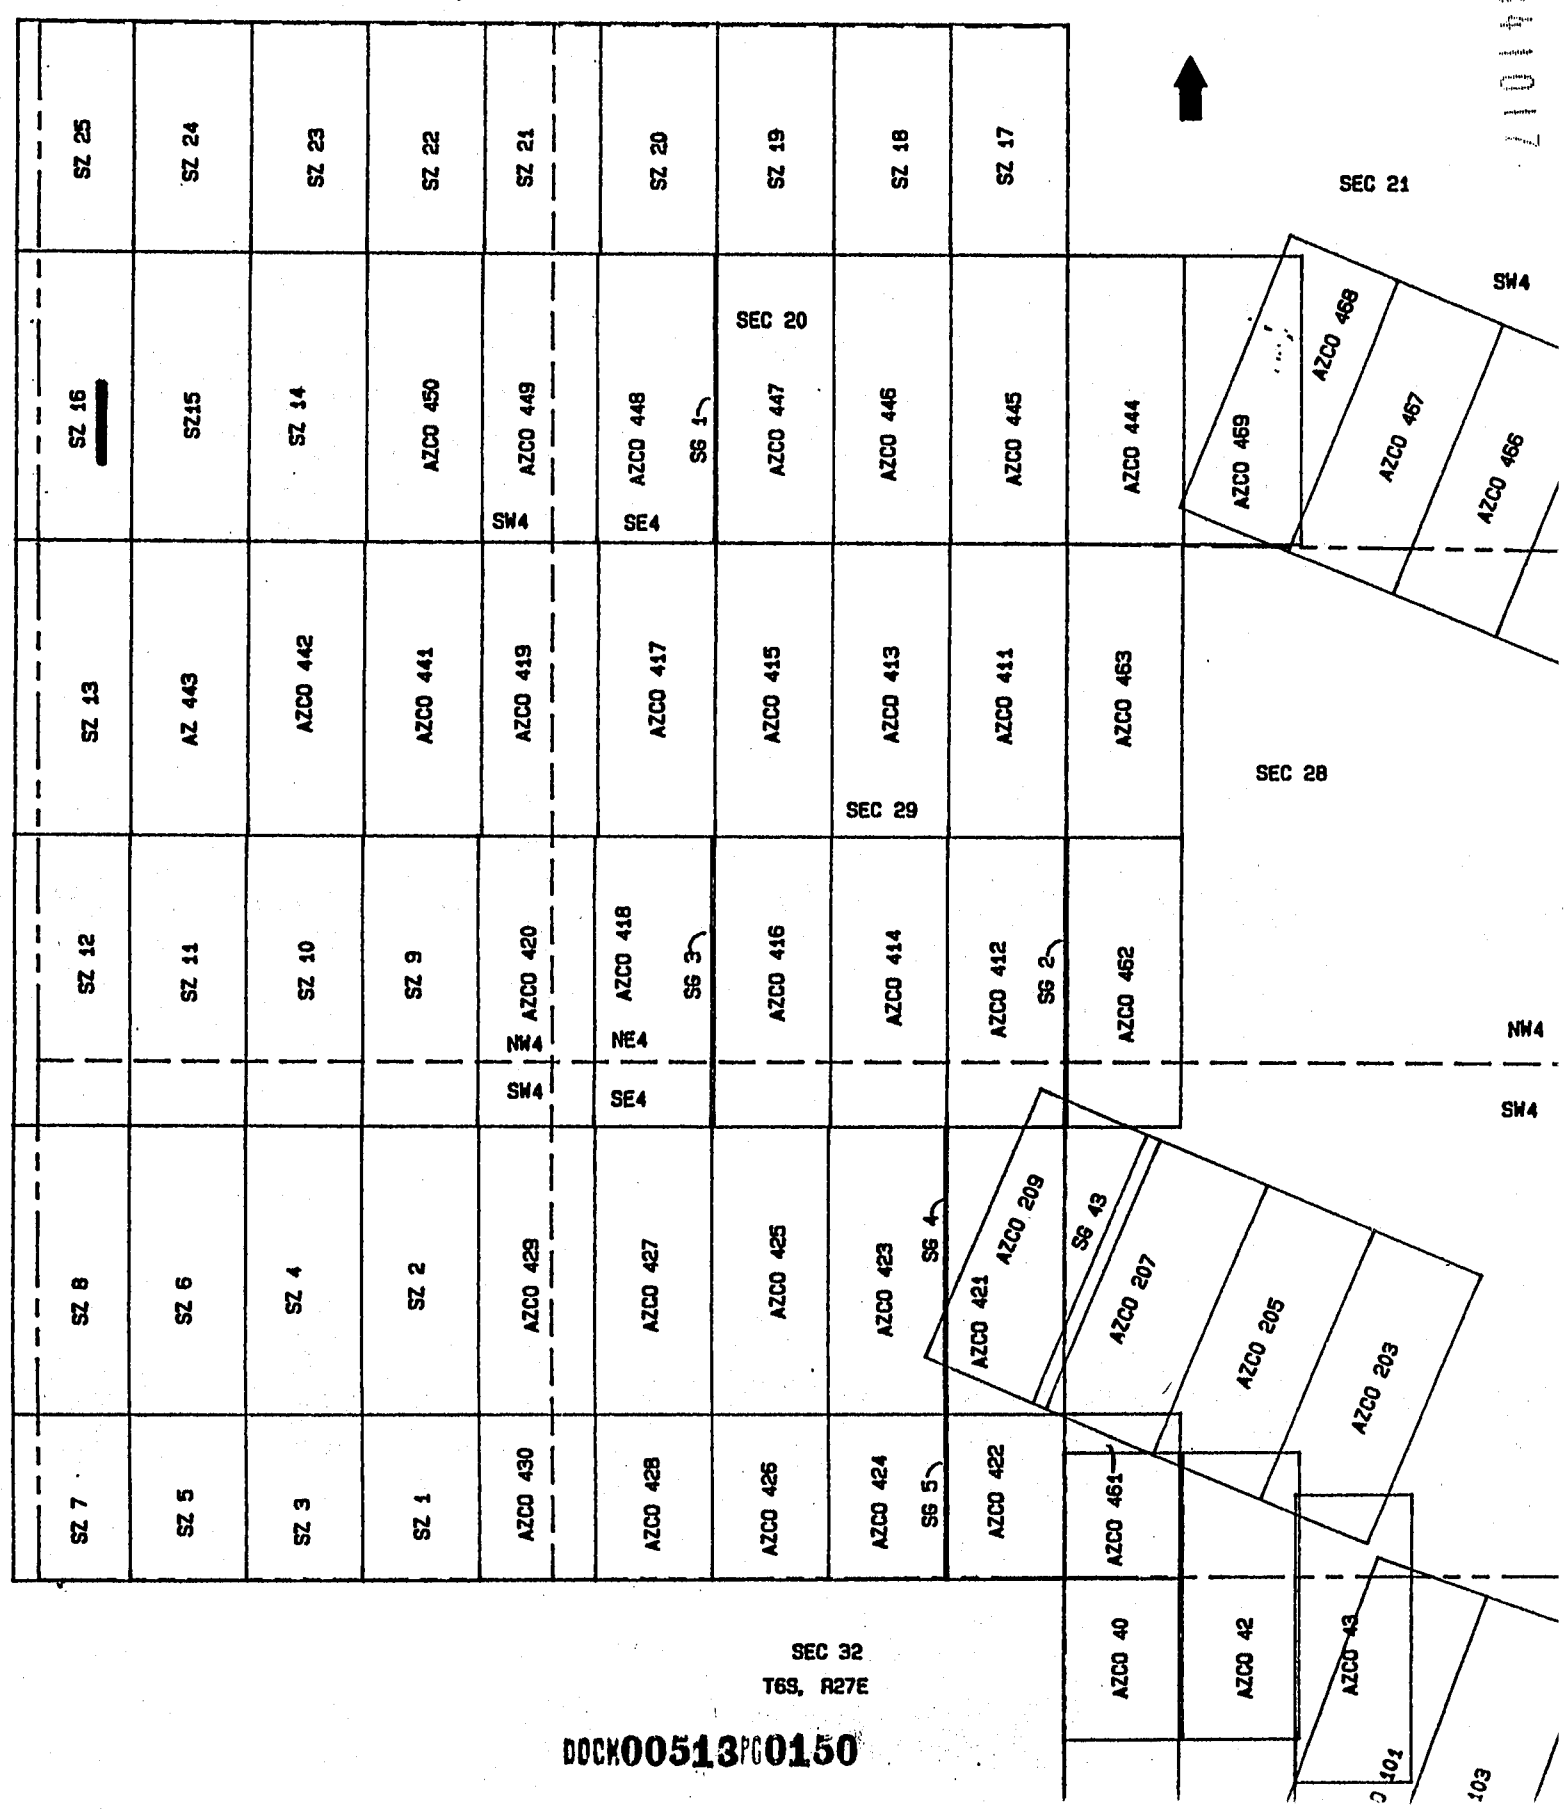 241017
SZ 25
SZ 24
SZ 23
SZ 22
SZ 21
SZ 20
SZ 19
SZ 18
SZ 17
SEC 21
SW4
SEC 20
SZ 16
SZ15
SZ 14
AZCO 450
AZCO 449
AZCO 448
SG 1
AZCO 447
AZCO 446
AZCO 445
AZCO 444
AZCO 469
AZCO 468
AZCO 467
AZCO 466
SW4
SE4
SZ 13
AZ 443
AZCO 442
AZCO 441
AZCO 419
AZCO 417
AZCO 415
AZCO 413
AZCO 411
AZCO 463
SEC 28
SEC 29
SZ 12
SZ 11
SZ 10
SZ 9
AZCO 420
AZCO 418
SG 3
AZCO 416
AZCO 414
AZCO 412
SG 2
AZCO 462
NW4
NE4
NW4
SW4
SE4
SW4
SZ 8
SZ 6
SZ 4
SZ 2
AZCO 429
AZCO 427
AZCO 425
AZCO 423
SG 4
AZCO 421
AZCO 209
SG 43
AZCO 207
AZCO 205
AZCO 203
SZ 7
SZ 5
SZ 3
SZ 1
AZCO 430
AZCO 428
AZCO 426
AZCO 424
SG 5
AZCO 422
AZCO 461
AZCO 40
AZCO 42
AZCO 43
SEC 32
T6S, R27E
O 101
103
DOCK00513PG0150